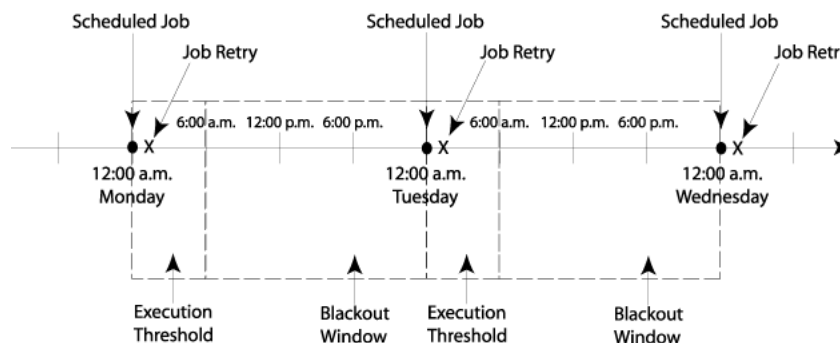 Scheduled Job
Scheduled Job
Scheduled Job
Job Retry
Job Retry
Job Retr
6:00 a.m. 12:00 p.m. 6:00 p.m.
6:00 a.m. 12:00 p.m. 6:00 p.m.
X
X
X
12:00 a.m.
Monday
12:00 a.m.
Tuesday
12:00 a.m.
Wednesday
Execution
Threshold
Blackout
Window
Execution
Threshold
Blackout
Window